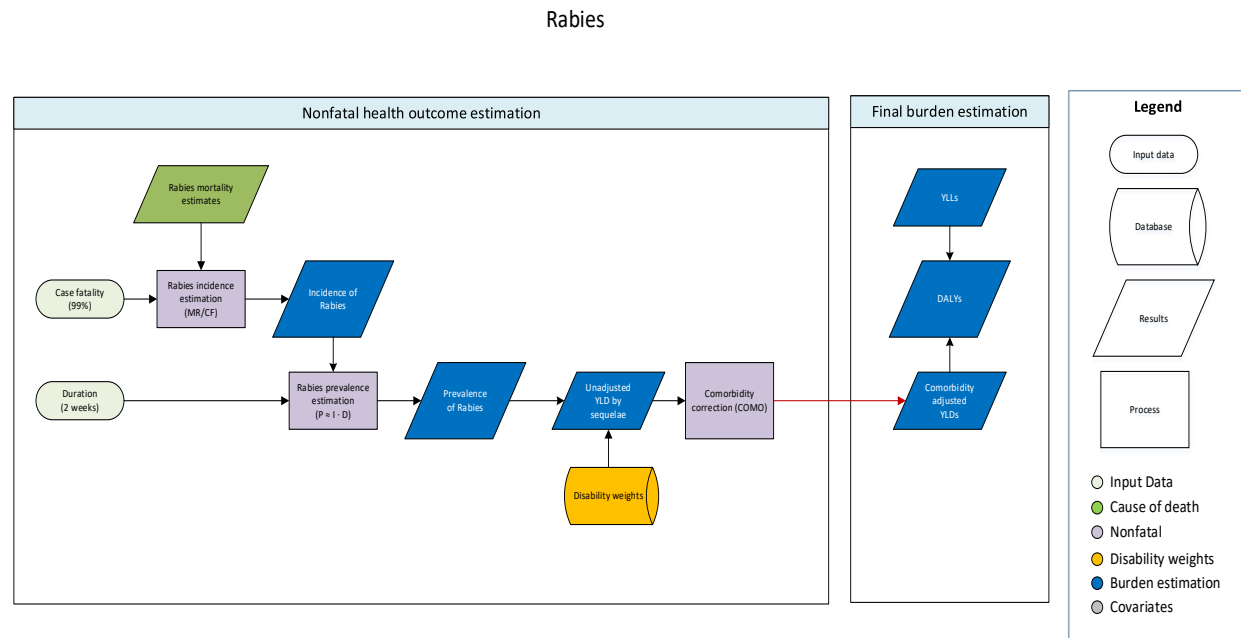 Rabies
Nonfatal health outcome estimation
Final burden estimation
Legend
Rabies mortality
estimates
Case fatality
(99%)
Rabies incidence
estimation
(MR/CF)
Incidence of
Rabies
Duration
(2 weeks)
Rabies prevalence
estimation
(P ≈ I · D)
Prevalence
of Rabies
Unadjusted
YLD by
sequelae
Comorbidity
correction (COMO)
Disability weights
YLLs
DALYs
Comorbidity
adjusted
YLDs
Input data
Database
Results
Process
Input Data
Cause of death
Nonfatal
Disability weights
Burden estimation
Covariates